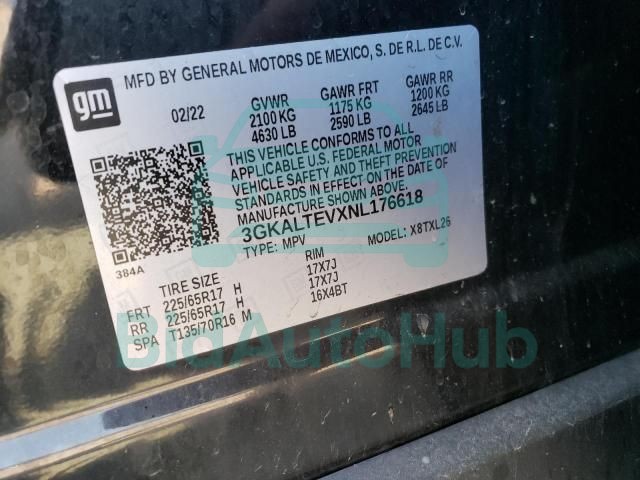 gm
MFD BY GENERAL MOTORS DE MEXICO, S. DE R.L. DE C.V.
02/22 GVWR GAWR FRT GAWR RR
2100 KG 1175 KG 1200 KG
4630 LB 2590 LB 2645 LB
THIS VEHICLE CONFORMS TO ALL
APPLICABLE U.S. FEDERAL MOTOR
VEHICLE SAFETY AND THEFT PREVENTION
STANDARDS IN EFFECT ON THE DATE OF
MANUFACTURE SHOWN ABOVE.
3GKALTEVXNL176618
TYPE: MPV MODEL: X8TXL26
384A
TIRE SIZE RIM
FRT 225/65R17 H 17X7J
RR 225/65R17 H 17X7J
SPA T135/70R16 M 16X4BT
BidAutoHub